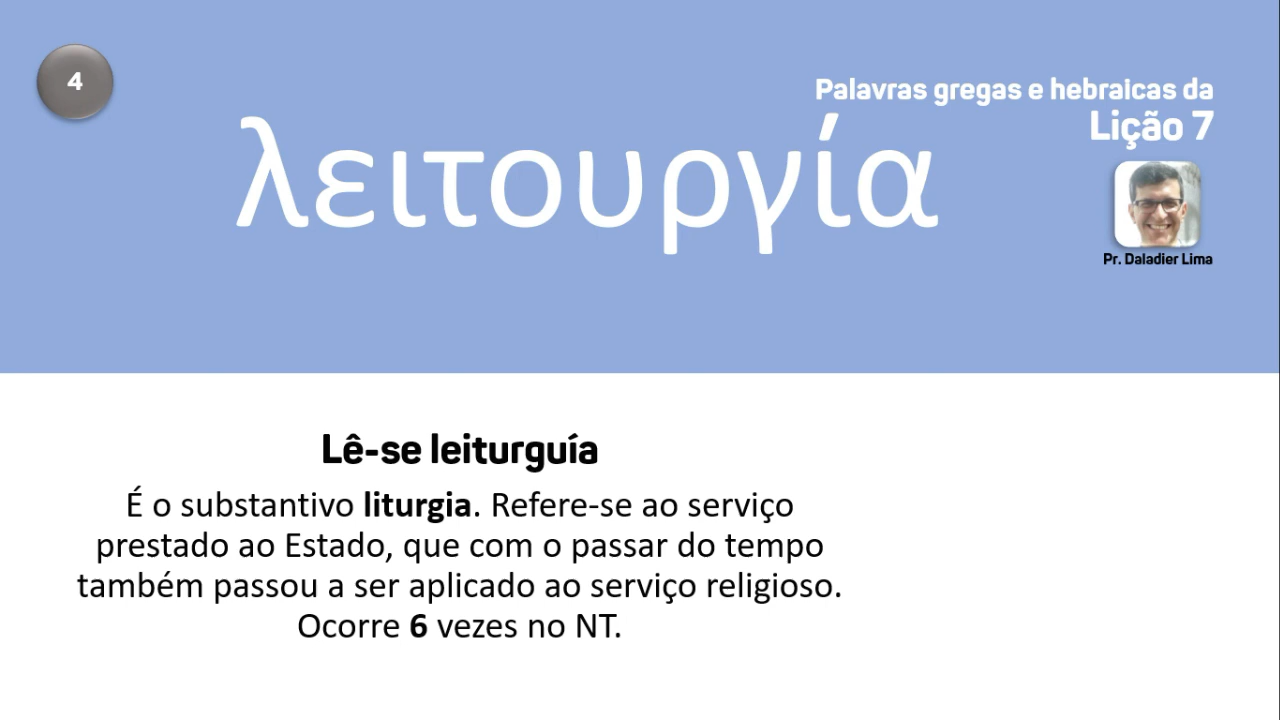 4
Palavras gregas e hebraicas da
Lição 7
λειτουργία
Pr. Daladier Lima
Lê-se leiturguía
É o substantivo liturgia. Refere-se ao serviço
prestado ao Estado, que com o passar do tempo
também passou a ser aplicado ao serviço religioso.
Ocorre 6 vezes no NT.